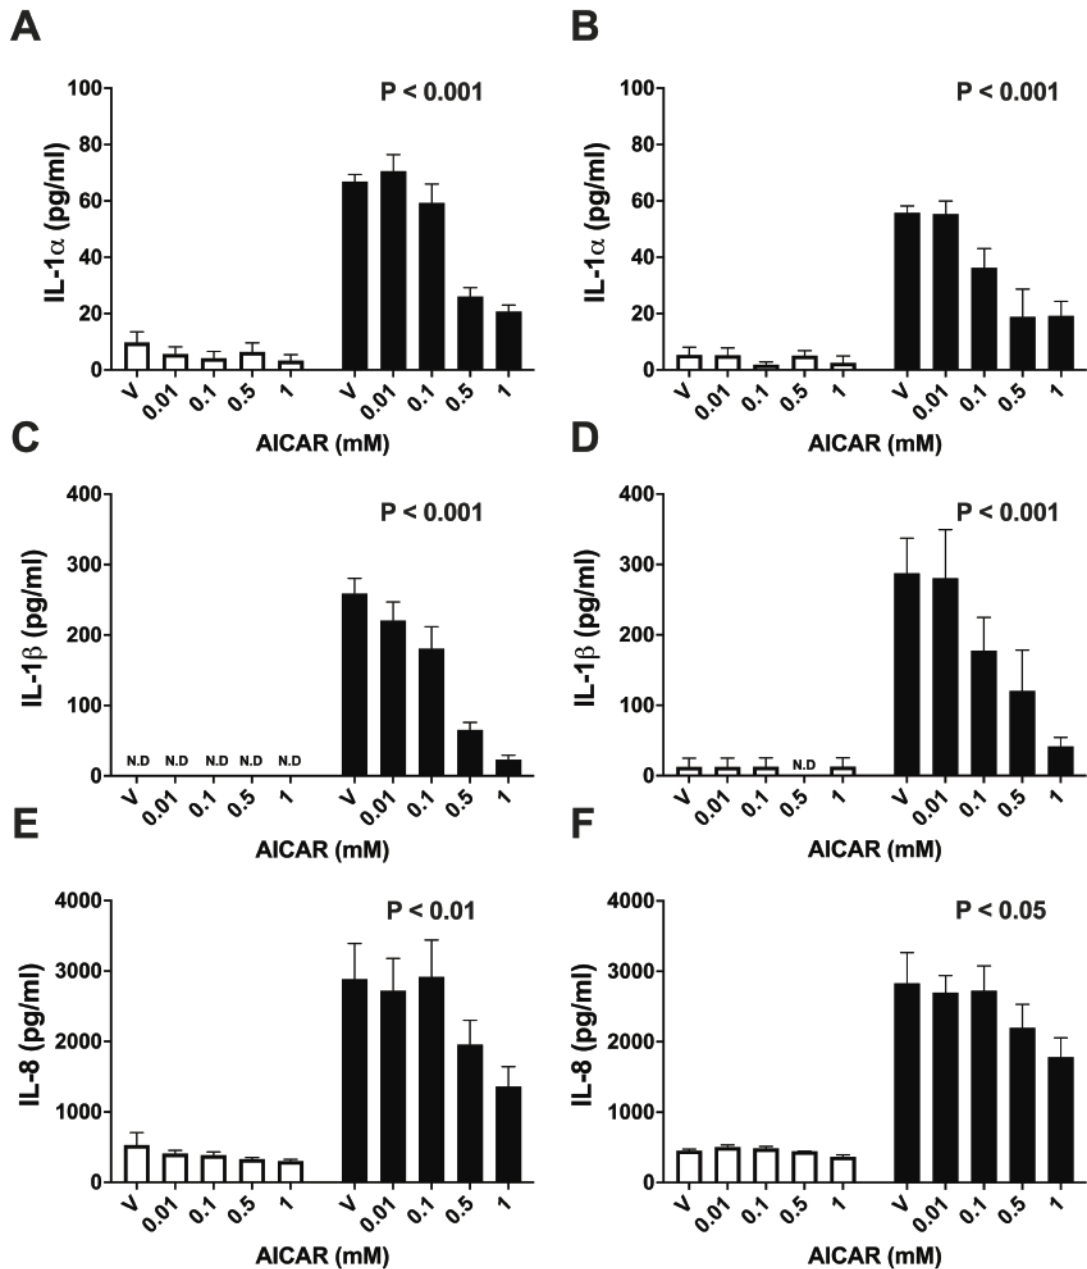 A
P < 0.001
IL-1α (pg/ml)
100
80
60
40
20
0
V 0.01 0.1 0.5 1 V 0.01 0.1 0.5 1
AICAR (mM)
B
P < 0.001
IL-1α (pg/ml)
100
80
60
40
20
0
V 0.01 0.1 0.5 1 V 0.01 0.1 0.5 1
AICAR (mM)
C
P < 0.001
IL-1β (pg/ml)
400
300
200
100
0
N.D N.D N.D N.D N.D
V 0.01 0.1 0.5 1 V 0.01 0.1 0.5 1
AICAR (mM)
D
P < 0.001
IL-1β (pg/ml)
400
300
200
100
0
N.D
V 0.01 0.1 0.5 1 V 0.01 0.1 0.5 1
AICAR (mM)
E
P < 0.01
IL-8 (pg/ml)
4000
3000
2000
1000
0
V 0.01 0.1 0.5 1 V 0.01 0.1 0.5 1
AICAR (mM)
F
P < 0.05
IL-8 (pg/ml)
4000
3000
2000
1000
0
V 0.01 0.1 0.5 1 V 0.01 0.1 0.5 1
AICAR (mM)